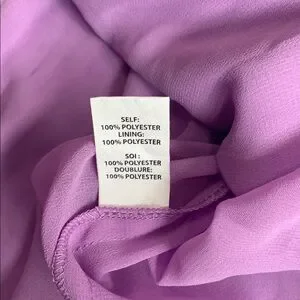 SELF:
100% POLYESTER
LINING:
100% POLYESTER
SOI :
100% POLYESTER
DOUBLURE:
100% POLYESTER